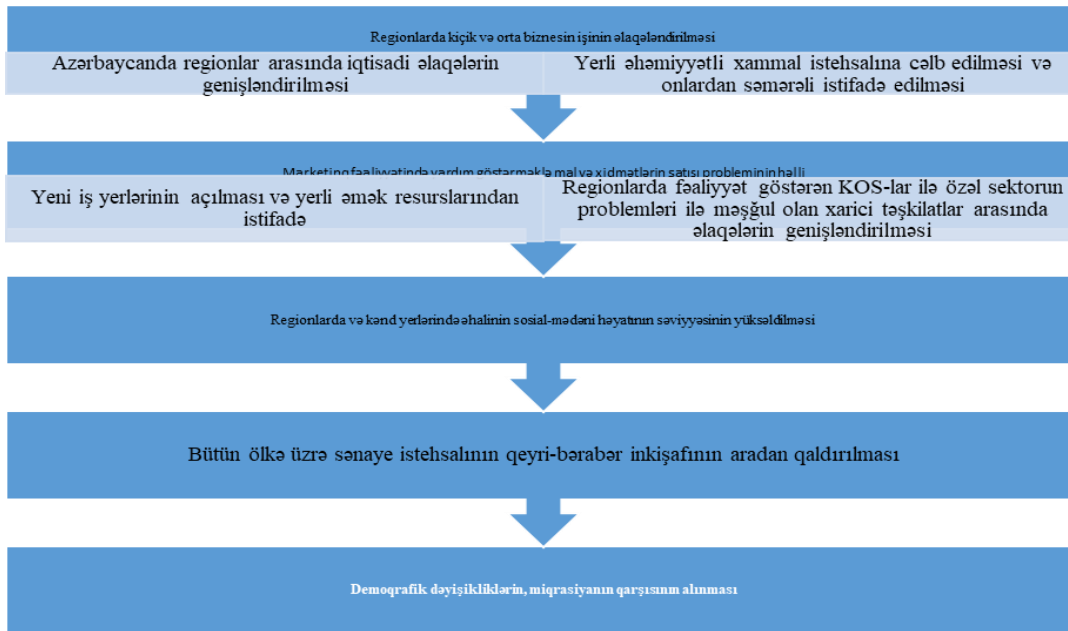 Regionlarda kiçik və orta biznesin işinin əlaqələndirilməsi
Azərbaycanda regionlar arasında iqtisadi əlaqələrin
genişləndirilməsi
Yerli əhəmiyyətli xammal istehsalına cəlb edilməsi və
onlardan səmərəli istifadə edilməsi
Marketinq fəaliyyətində yardım göstərməklə mal və xidmətlərin satışı probleminin həlli
Yeni iş yerlərinin açılması və yerli əmək resurslarından
istifadə
Regionlarda fəaliyyət göstərən KOS-lar ilə özəl sektorun
problemləri ilə məşğul olan xarici təşkilatlar arasında
əlaqələrin genişləndirilməsi
Regionlarda və kənd yerlərində əhalinin sosial-mədəni həyatının səviyyəsinin yüksəldilməsi
Bütün ölkə üzrə sənaye istehsalının qeyri-bərabər inkişafının aradan qaldırılması
Demoqrafik dəyişikliklərin, miqrasiyanın qarşısının alınması